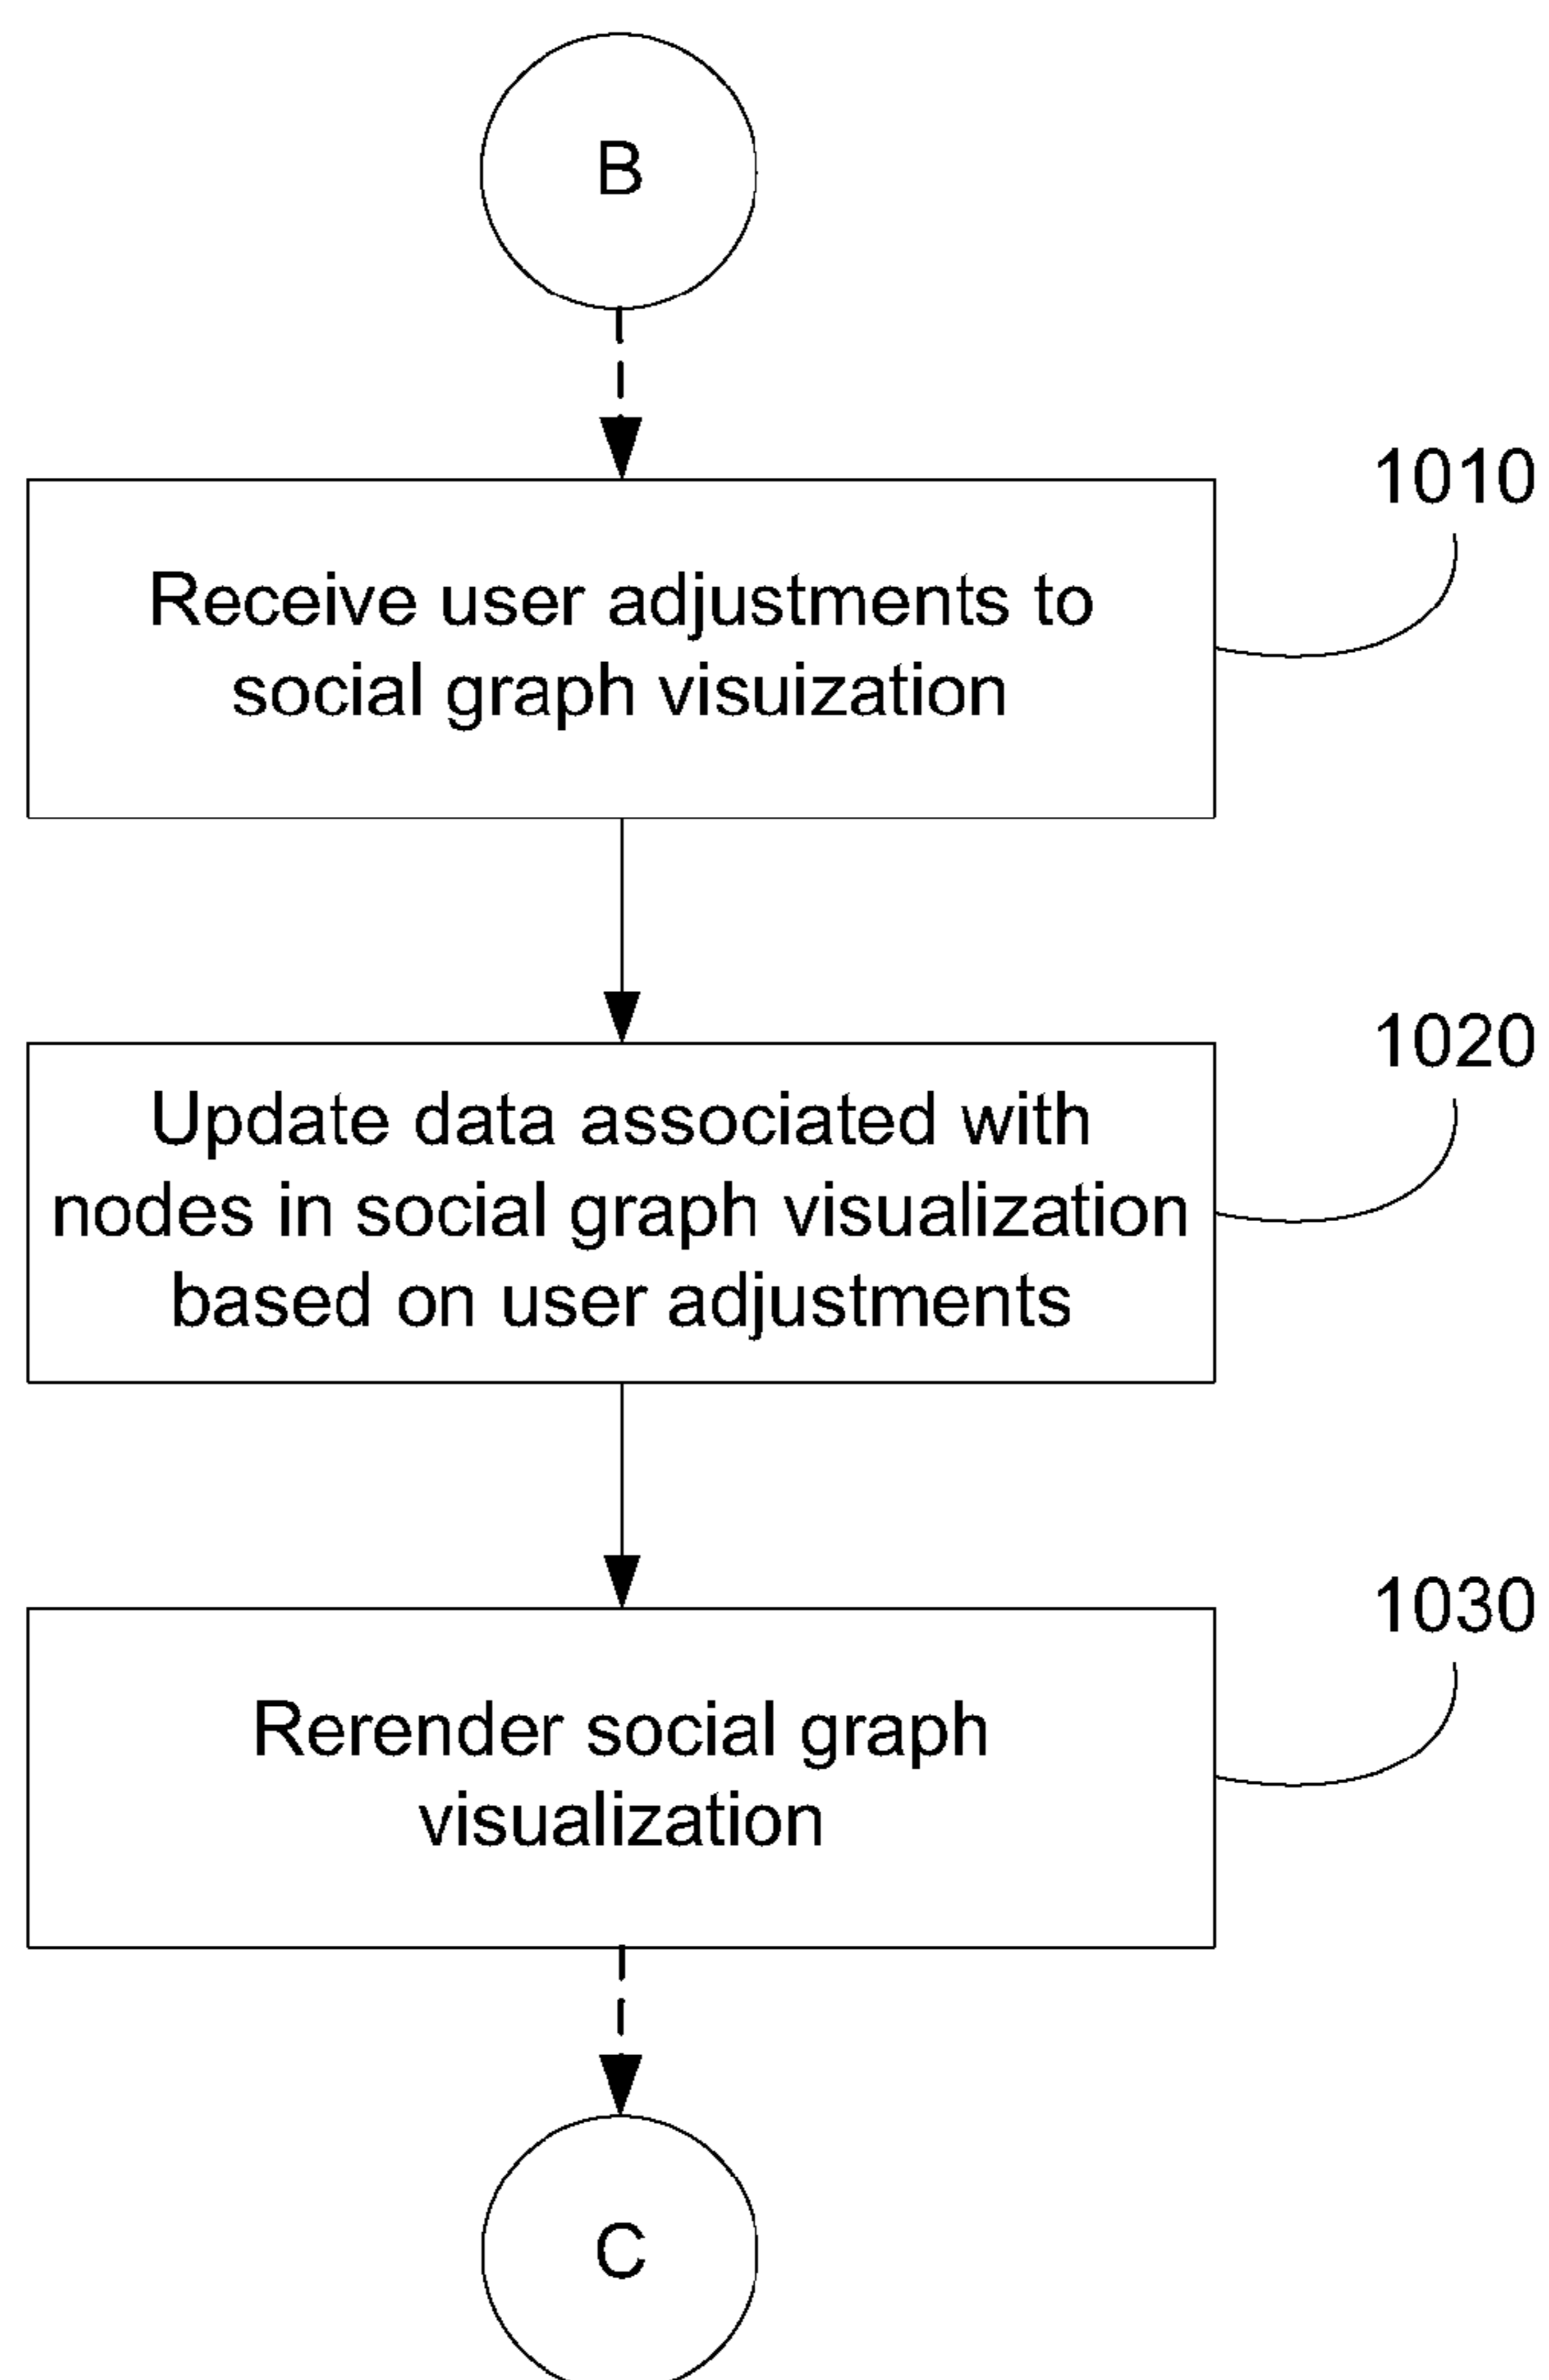 B
1010
Receive user adjustments to
social graph visuization
1020
Update data associated with
nodes in social graph visualization
based on user adjustments
1030
Rerender social graph
visualization
C